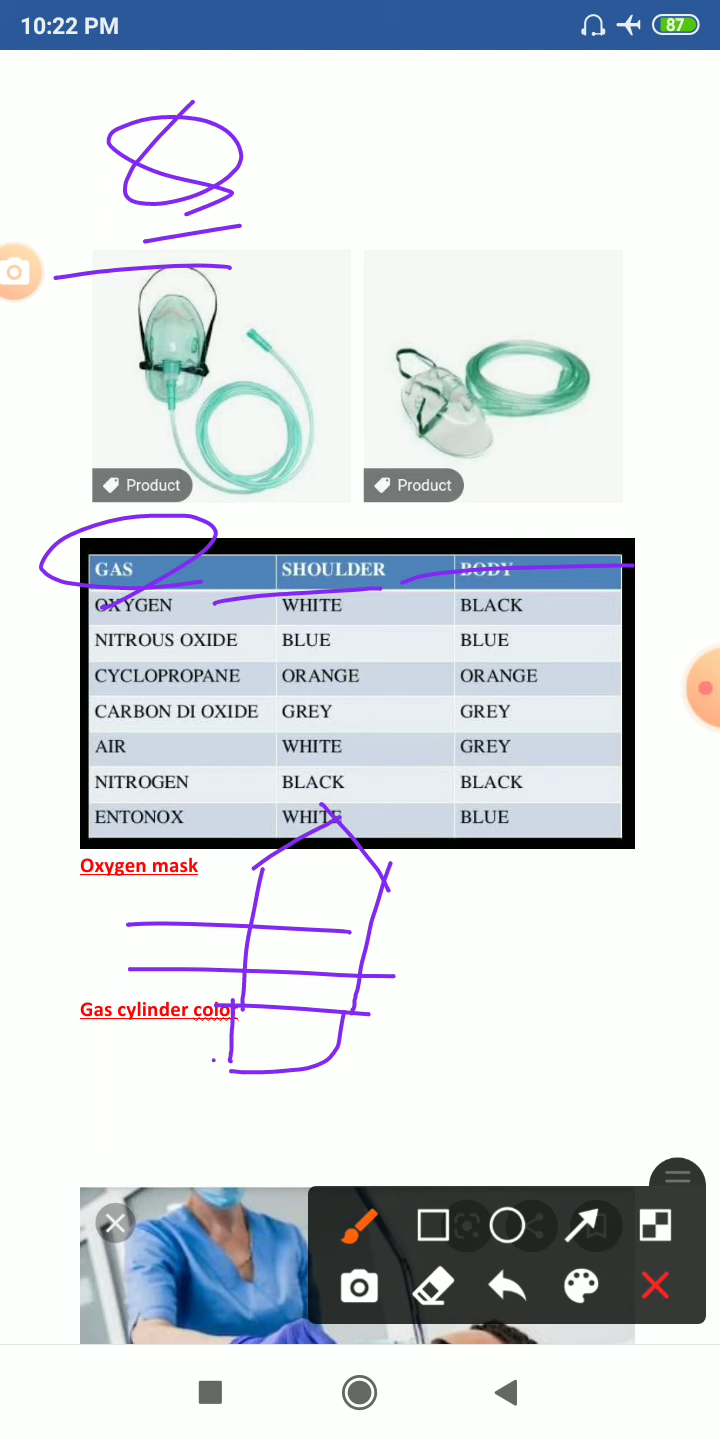 10:22 PM
87
Product
Product
GAS SHOULDER BODY
OXYGEN WHITE BLACK
NITROUS OXIDE BLUE BLUE
CYCLOPROPANE ORANGE ORANGE
CARBON DI OXIDE GREY GREY
AIR WHITE GREY
NITROGEN BLACK BLACK
ENTONOX WHITE BLUE
Oxygen mask
Gas cylinder color